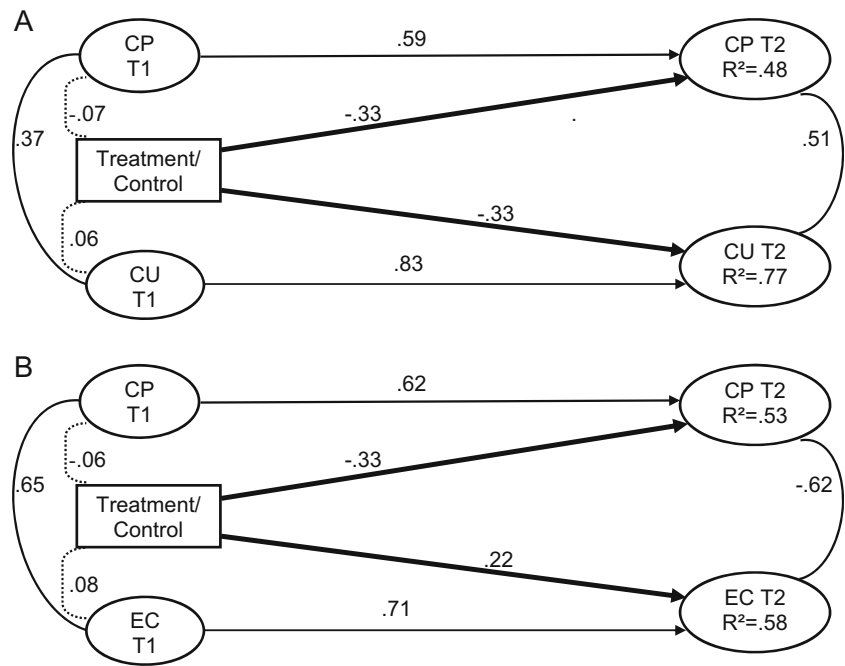 A
CP
T1
.59
CP T2
R²=.48
-.07
-.33
.
.37
Treatment/
Control
.51
.06
-.33
CU
T1
.83
CU T2
R²=.77
B
CP
T1
.62
CP T2
R²=.53
-.06
-.33
.65
Treatment/
Control
-.62
.08
.22
EC
T1
.71
EC T2
R²=.58